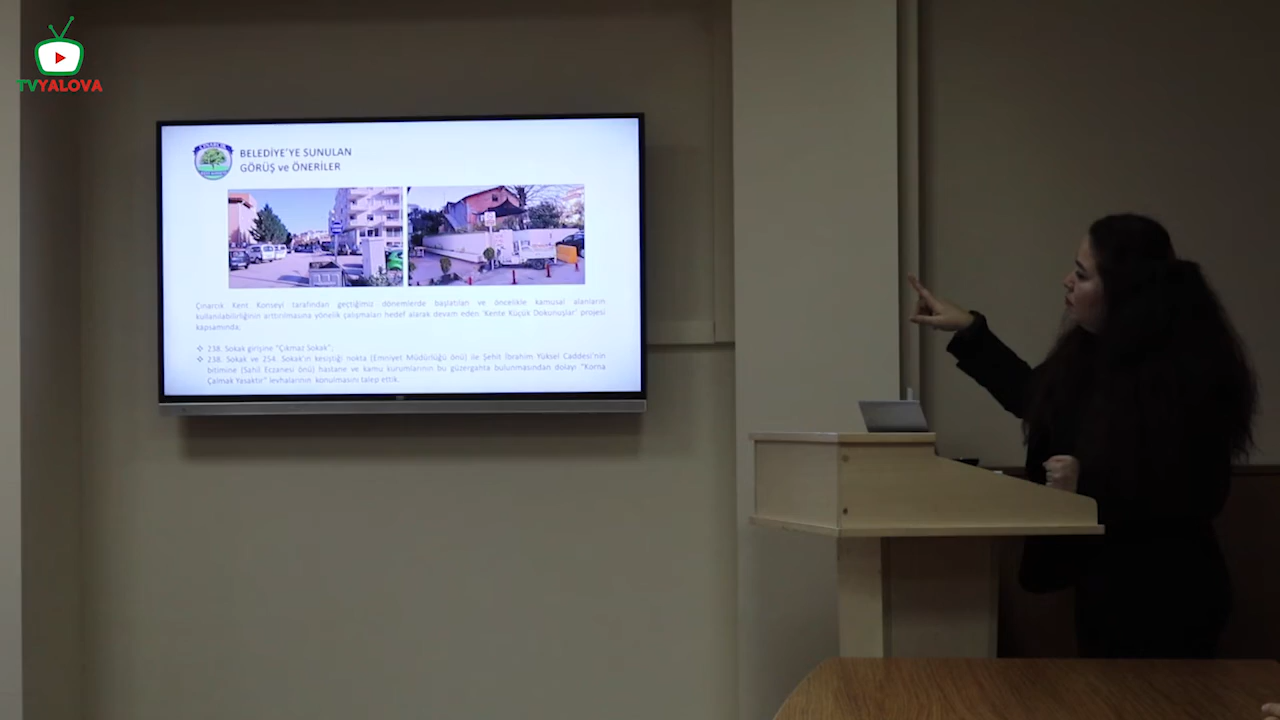 TVYALOVA
ÇINARCIK
BELEDİYE'YE SUNULAN
GÖRÜŞ ve ÖNERİLER
Çınarcık Kent Konseyi tarafından geçtiğimiz dönemlerde başlatılan ve öncelikle kamusal alanların
kullanılabilirliğinin arttırılmasına yönelik çalışmaları hedef alarak devam eden 'Kente Küçük Dokunuşlar' projesi
kapsamında;
❖ 238. Sokak girişine "Çıkmaz Sokak";
❖ 238. Sokak ve 254. Sokak'ın kesiştiği nokta (Emniyet Müdürlüğü önü) ile Şehit İbrahim Yüksel Caddesi'nin
bitimine (Sahil Eczanesi önü) hastane ve kamu kurumlarının bu güzergahta bulunmasından dolayı "Korna
Çalmak Yasaktır" levhalarının konulmasını talep ettik.